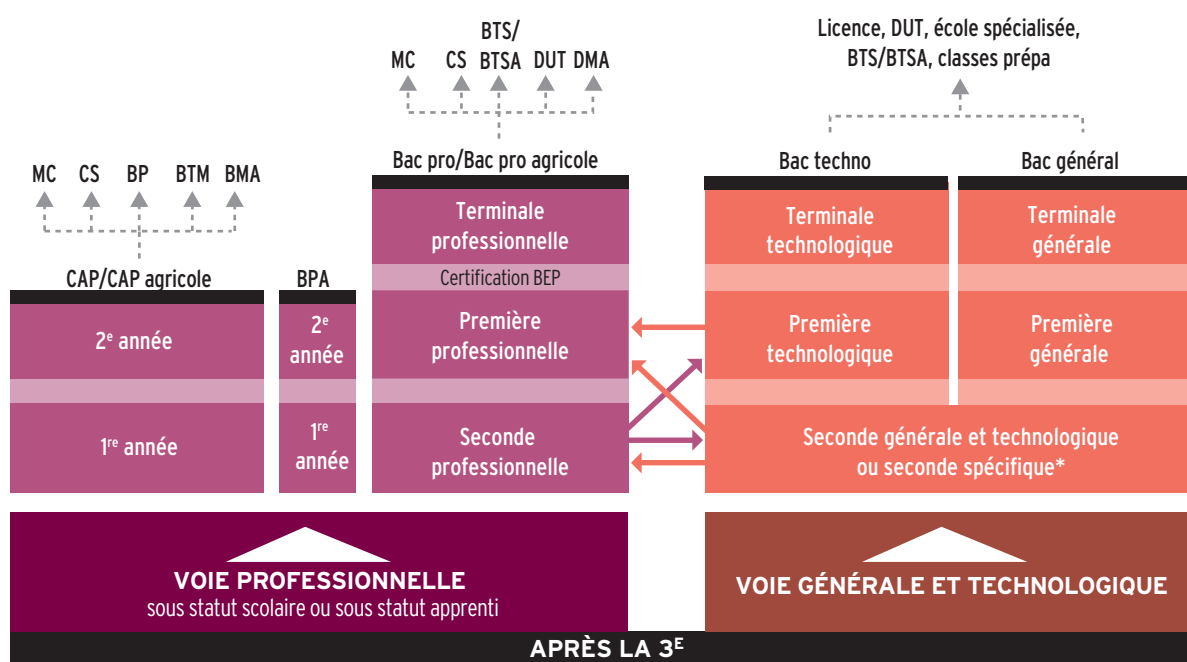 Licence, DUT, école spécialisée,
BTS/BTSA, classes prépa
BTS/
MC CS BTSA DUT DMA
Bac pro/Bac pro agricole
Bac techno
Bac général
MC CS BP BTM BMA
CAP/CAP agricole
BPA
Terminale
professionnelle
Certification BEP
Première
professionnelle
Seconde
professionnelle
2e année
1re année
2e
année
1re
année
Terminale
technologique
Terminale
générale
Première
technologique
Première
générale
Seconde générale et technologique
ou seconde spécifique*
VOIE PROFESSIONNELLE
sous statut scolaire ou sous statut apprenti
VOIE GÉNÉRALE ET TECHNOLOGIQUE
APRÈS LA 3E